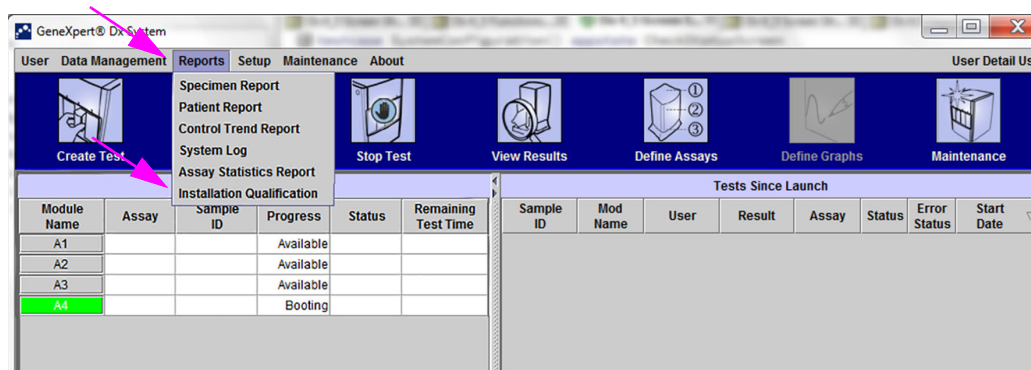 GeneXpert® Dx System
User Data Management Reports Setup Maintenance About User Detail Us
Specimen Report
Patient Report
Control Trend Report
System Log
Assay Statistics Report
Installation Qualification
Create Test Stop Test View Results Define Assays Define Graphs Maintenance
①
②
③
Tests Since Launch
Module Name Assay Sample ID Progress Status Remaining Test Time
Sample ID Mod Name User Result Assay Status Error Status Start Date
A1 Available
A2 Available
A3 Available
A4 Booting